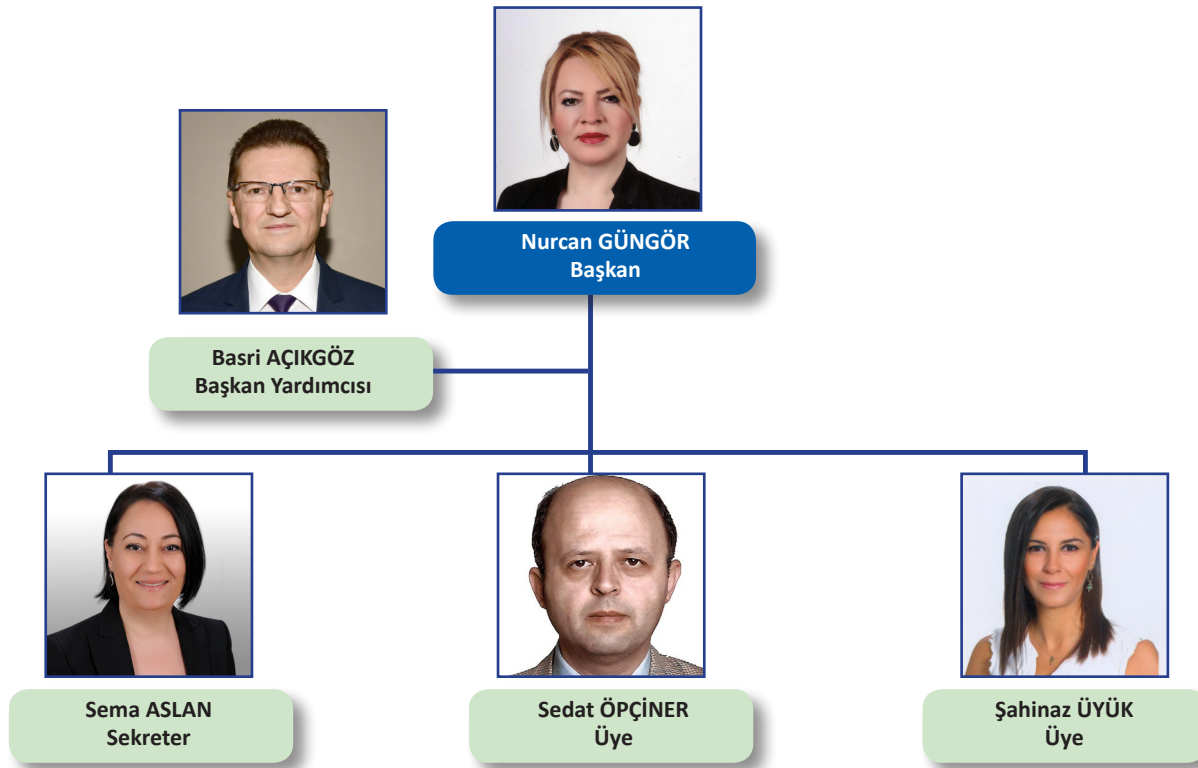 Nurcan GÜNGÖR
Başkan
Basri AÇIKGÖZ
Başkan Yardımcısı
Sema ASLAN
Sekreter
Sedat ÖPÇİNER
Üye
Şahinaz ÜYÜK
Üye